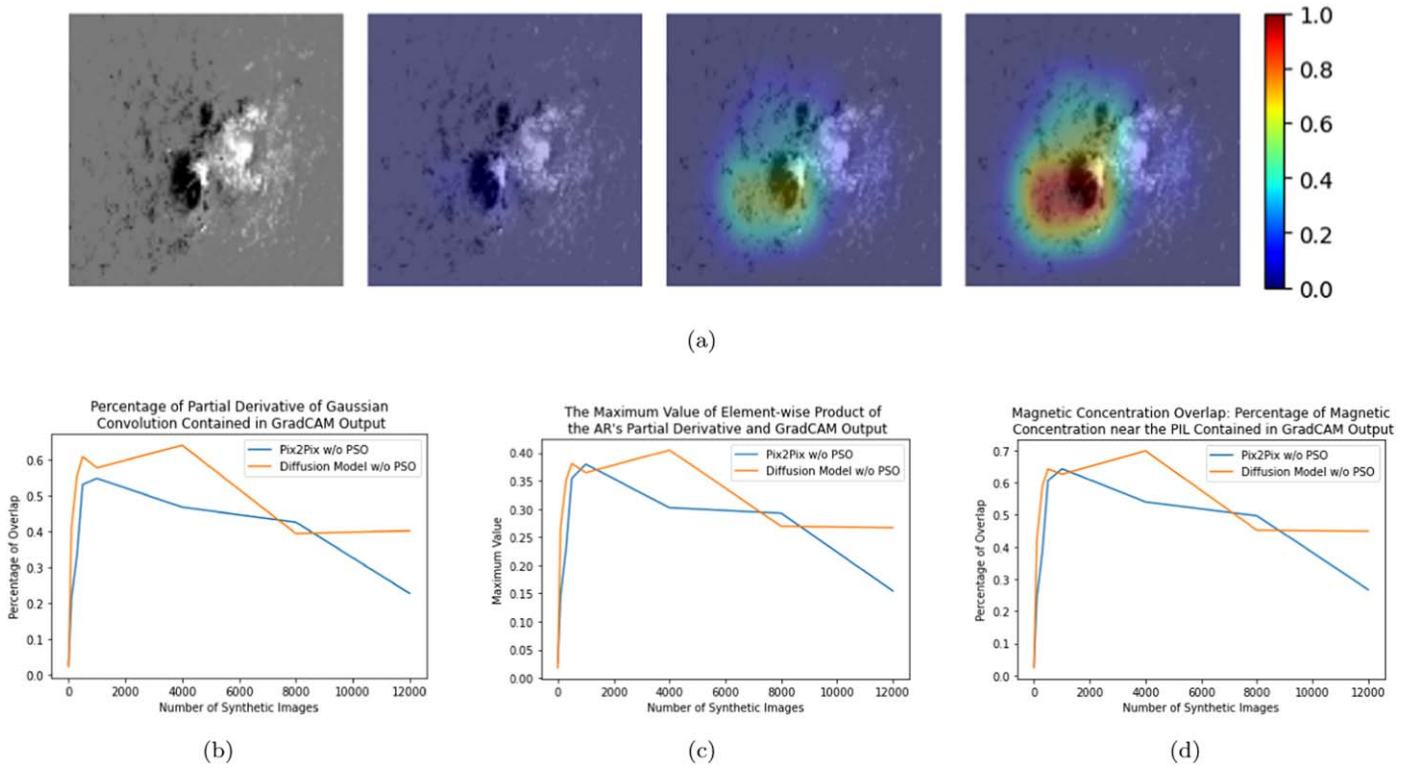 1.0
0.8
0.6
0.4
0.2
0.0
(a)
Percentage of Partial Derivative of Gaussian
Convolution Contained in GradCAM Output
Pix2Pix w/o PSO
Diffusion Model w/o PSO
Percentage of Overlap
0.6
0.5
0.4
0.3
0.2
0.1
0.0
0 2000 4000 6000 8000 10000 12000
Number of Synthetic Images
(b)
The Maximum Value of Element-wise Product of
the AR's Partial Derivative and GradCAM Output
Pix2Pix w/o PSO
Diffusion Model w/o PSO
Maximum Value
0.40
0.35
0.30
0.25
0.20
0.15
0.10
0.05
0.00
0 2000 4000 6000 8000 10000 12000
Number of Synthetic Images
(c)
Magnetic Concentration Overlap: Percentage of Magnetic
Concentration near the PIL Contained in GradCAM Output
Pix2Pix w/o PSO
Diffusion Model w/o PSO
Percentage of Overlap
0.7
0.6
0.5
0.4
0.3
0.2
0.1
0.0
0 2000 4000 6000 8000 10000 12000
Number of Synthetic Images
(d)